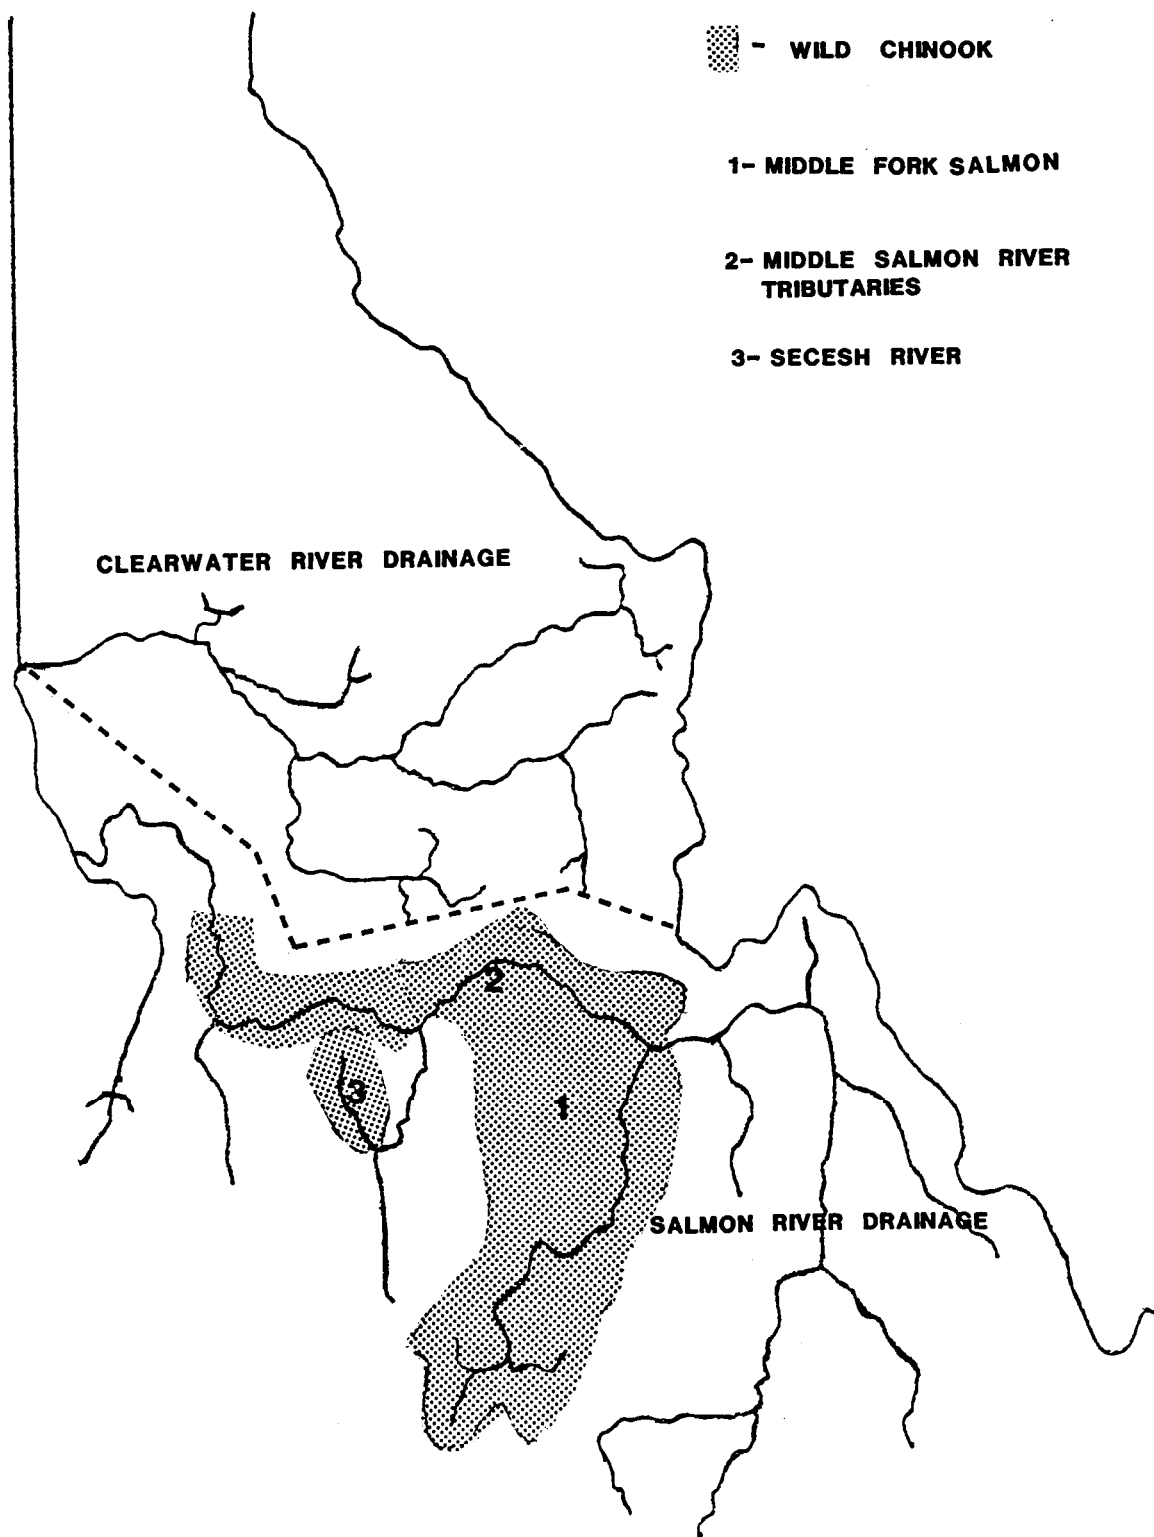 - WILD CHINOOK
1- MIDDLE FORK SALMON
2- MIDDLE SALMON RIVER
TRIBUTARIES
3- SECESH RIVER
CLEARWATER RIVER DRAINAGE
2
3
1
SALMON RIVER DRAINAGE